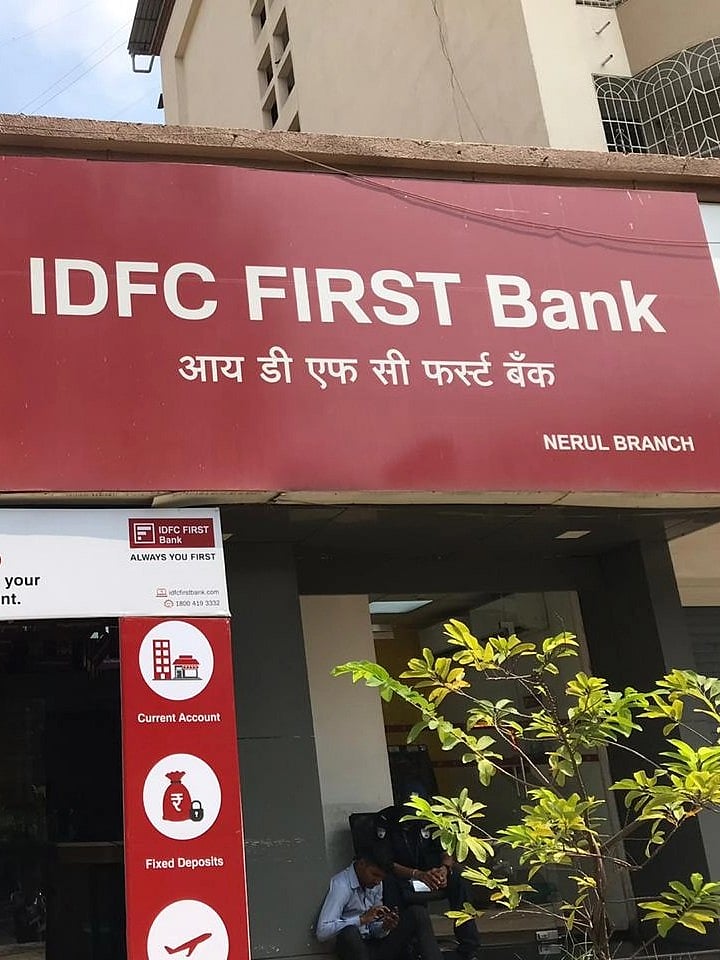 IDFC FIRST Bank
आय डी एफ सी फर्स्ट बँक
NERUL BRANCH
IDFC FIRST
Bank
ALWAYS YOU FIRST
your
nt.
idfcfirstbank.com
1800 419 3332
Current Account
₹
Fixed Deposits